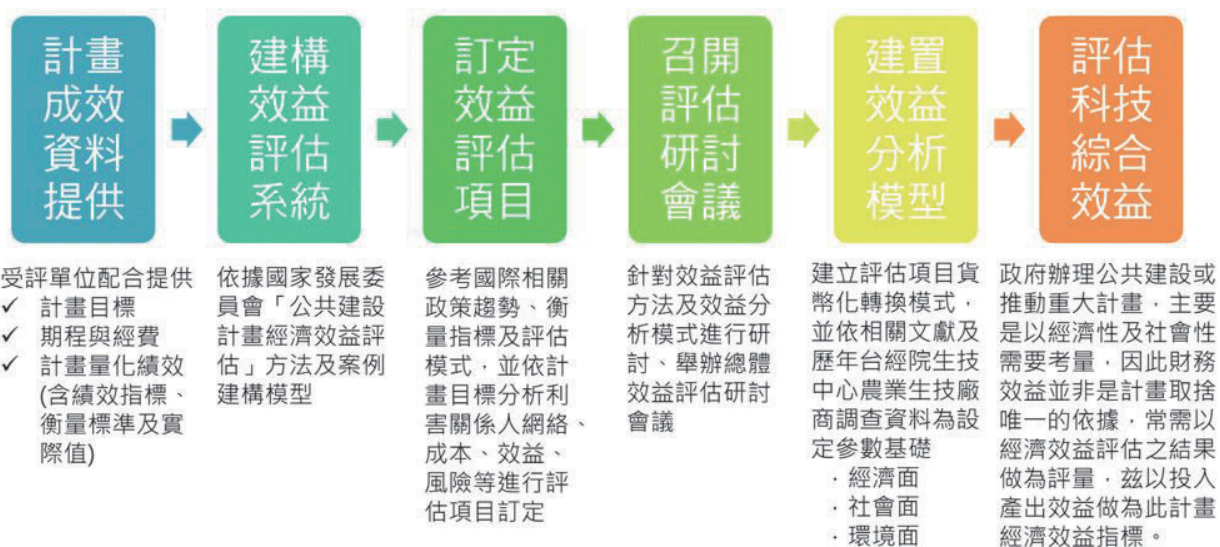 計畫
成效
資料
提供
建構
效益
評估
系統
訂定
效益
評估
項目
召開
評估
研討
會議
建置
效益
分析
模型
評估
科技
綜合
效益
受評單位配合提供
✓ 計畫目標
✓ 期程與經費
✓ 計畫量化績效
(含績效指標、
衡量標準及實
際值)
依據國家發展委
員會「公共建設
計畫經濟效益評
估」方法及案例
建構模型
參考國際相關
政策趨勢、衡
量指標及評估
模式，並依計
畫目標分析利
害關係人網絡、
成本、效益、
風險等進行評
估項目訂定
針對效益評估
方法及效益分
析模式進行研
討、舉辦總體
效益評估研討
會議
建立評估項目貨
幣化轉換模式，
並依相關文獻及
歷年台經院生技
中心農業生技廠
商調查資料為設
定參數基礎
．經濟面
．社會面
．環境面
政府辦理公共建設或
推動重大計畫，主要
是以經濟性及社會性
需要考量，因此財務
效益並非是計畫取捨
唯一的依據，常需以
經濟效益評估之結果
做為評量，茲以投入
產出效益做為此計畫
經濟效益指標。